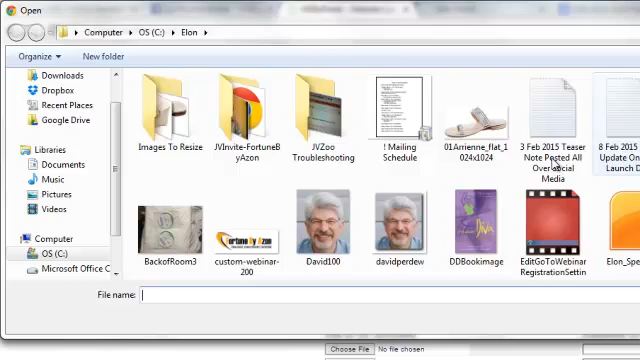 Open
Computer OS (C:) Elon
Organize New folder
Downloads
Dropbox
Recent Places
Google Drive
Libraries
Documents
Music
Pictures
Videos
Computer
OS (C:)
Microsoft Office C
Images To Resize
JVInvite-FortuneB
yAzon
JVZoo
Troubleshooting
! Mailing
Schedule
01Arrienne_flat_1
024x1024
3 Feb 2015 Teaser
Note Posted All
Over Social
Media
8 Feb 2015
Update On
Launch D
BackofRoom3
custom-webinar-
200
David100
davidperdew
DDBookimage
EditGoToWebinar
RegistrationSettin
Elon_Spe
File name:
Choose File No file chosen